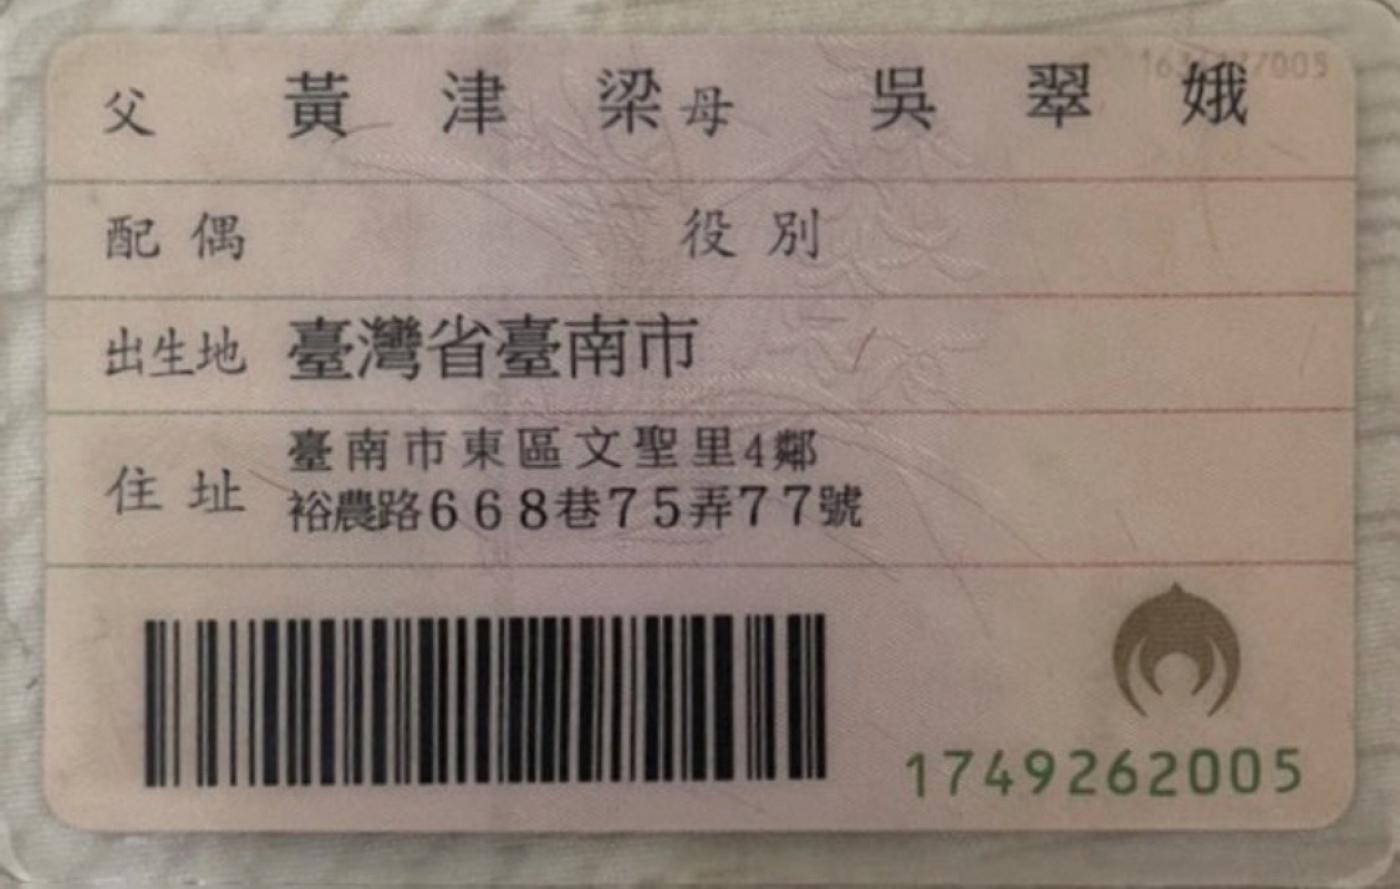 父 黃津梁 母 吳翠娥
配偶 役別
出生地 臺灣省臺南市
住址 臺南市東區文聖里4鄰
裕農路668巷75弄77號
1749262005